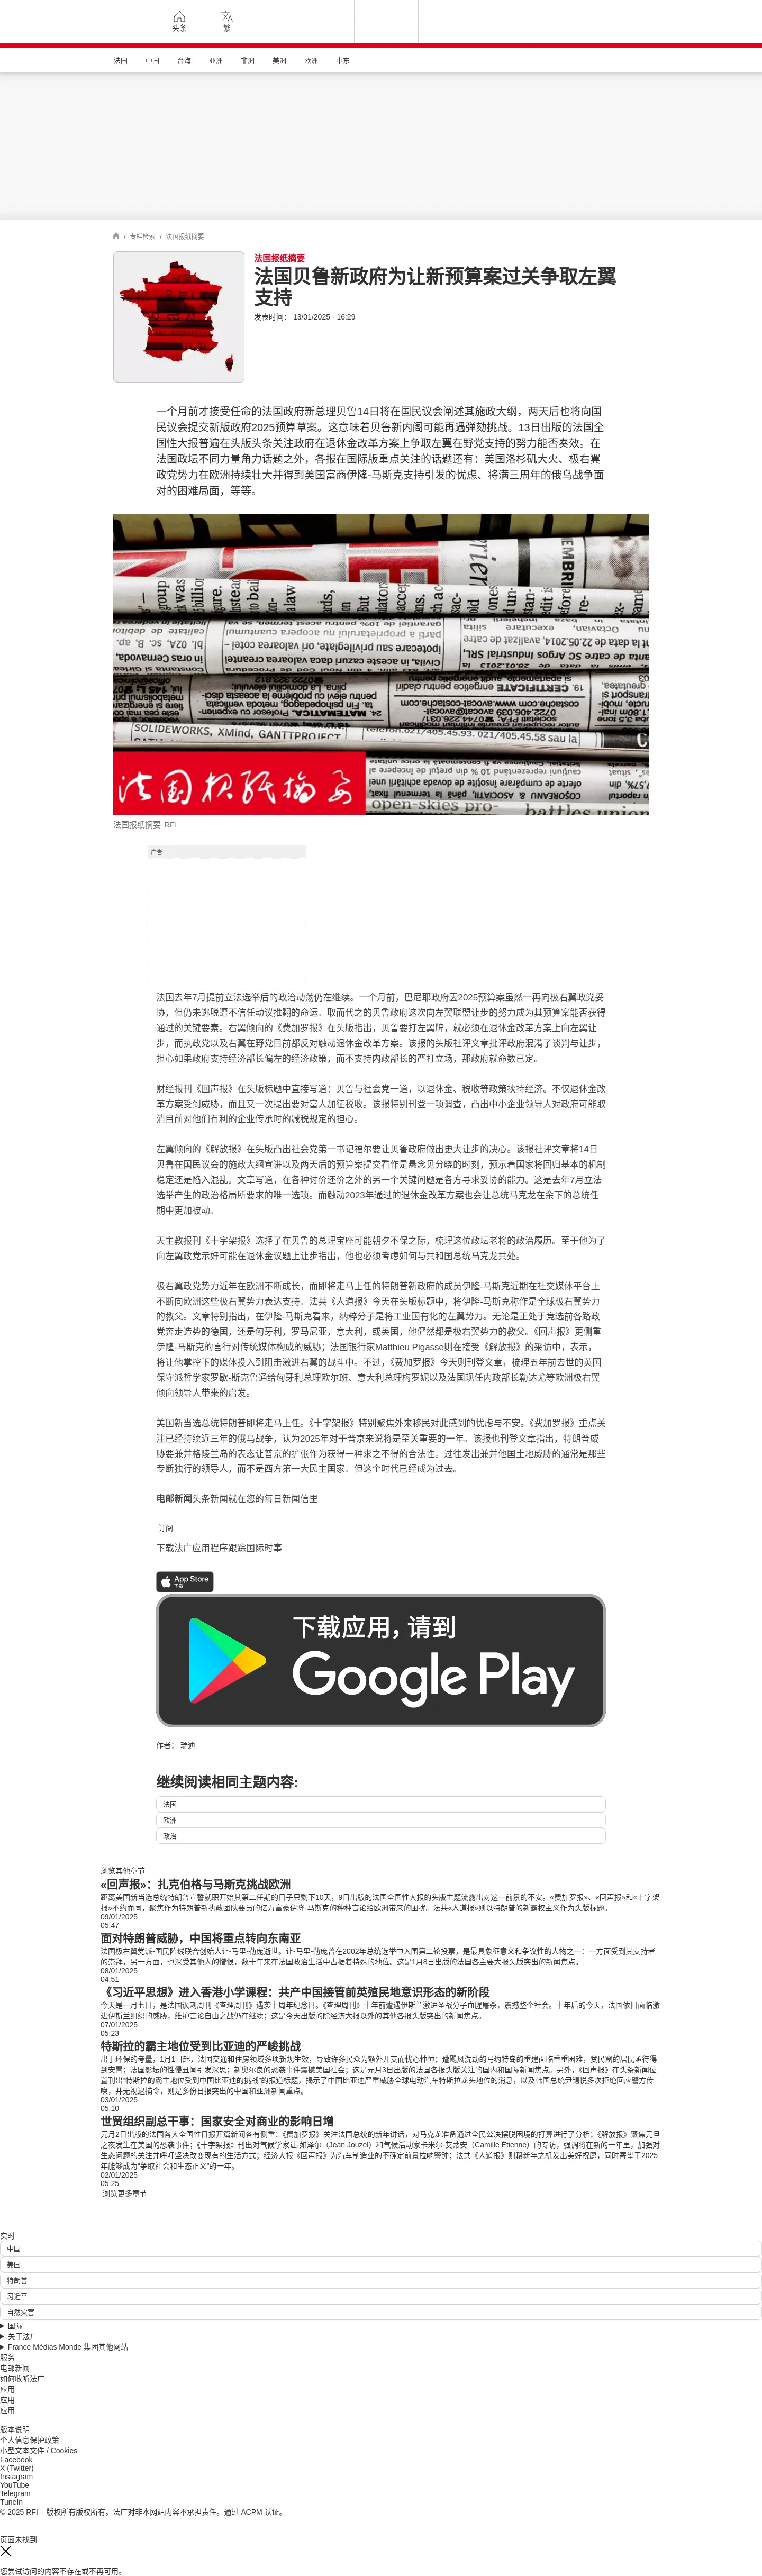 头条
繁
法国
中国
台海
亚洲
非洲
美洲
欧洲
中东
/ 专栏检索 / 法国报纸摘要
法国报纸摘要
法国贝鲁新政府为让新预算案过关争取左翼
支持
发表时间： 13/01/2025 - 16:29
一个月前才接受任命的法国政府新总理贝鲁14日将在国民议会阐述其施政大纲，两天后也将向国
民议会提交新版政府2025预算草案。这意味着贝鲁新内阁可能再遇弹劾挑战。13日出版的法国全
国性大报普遍在头版头条关注政府在退休金改革方案上争取左翼在野党支持的努力能否奏效。在
法国政坛不同力量角力话题之外，各报在国际版重点关注的话题还有：美国洛杉矶大火、极右翼
政党势力在欧洲持续壮大并得到美国富商伊隆-马斯克支持引发的忧虑、将满三周年的俄乌战争面
对的困难局面，等等。
法国报纸摘要
法国报纸摘要 RFI
广告
法国去年7月提前立法选举后的政治动荡仍在继续。一个月前，巴尼耶政府因2025预算案虽然一再向极右翼政党妥
协，但仍未逃脱遭不信任动议推翻的命运。取而代之的贝鲁政府这次向左翼联盟让步的努力成为其预算案能否获得
通过的关键要素。右翼倾向的《费加罗报》在头版指出，贝鲁要打左翼牌，就必须在退休金改革方案上向左翼让
步，而执政党以及右翼在野党目前都反对触动退休金改革方案。该报的头版社评文章批评政府混淆了谈判与让步，
担心如果政府支持经济部长偏左的经济政策，而不支持内政部长的严打立场，那政府就命数已定。
财经报刊《回声报》在头版标题中直接写道：贝鲁与社会党一道，以退休金、税收等政策挟持经济。不仅退休金改
革方案受到威胁，而且又一次提出要对富人加征税收。该报特别刊登一项调查，凸出中小企业领导人对政府可能取
消目前对他们有利的企业传承时的减税规定的担心。
左翼倾向的《解放报》在头版凸出社会党第一书记福尔要让贝鲁政府做出更大让步的决心。该报社评文章将14日
贝鲁在国民议会的施政大纲宣讲以及两天后的预算案提交看作是悬念见分晓的时刻，预示着国家将回归基本的机制
稳定还是陷入混乱。文章写道，在各种讨价还价之外的另一个关键问题是各方寻求妥协的能力。这是去年7月立法
选举产生的政治格局所要求的唯一选项。而触动2023年通过的退休金改革方案也会让总统马克龙在余下的总统任
期中更加被动。
天主教报刊《十字架报》选择了在贝鲁的总理宝座可能朝夕不保之际，梳理这位政坛老将的政治履历。至于他为了
向左翼政党示好可能在退休金议题上让步指出，他也必须考虑如何与共和国总统马克龙共处。
极右翼政党势力近年在欧洲不断成长，而即将走马上任的特朗普新政府的成员伊隆-马斯克近期在社交媒体平台上
不断向欧洲这些极右翼势力表达支持。法共《人道报》今天在头版标题中，将伊隆-马斯克称作是全球极右翼势力
的教父。文章特别指出，在伊隆-马斯克看来，纳粹分子是将工业国有化的左翼势力。无论是正处于竞选前各路政
党奔走造势的德国，还是匈牙利，罗马尼亚，意大利，或英国，他俨然都是极右翼势力的教父。《回声报》更侧重
伊隆-马斯克的言行对传统媒体构成的威胁；法国银行家Matthieu Pigasse则在接受《解放报》的采访中，表示，
将让他掌控下的媒体投入到阻击激进右翼的战斗中。不过，《费加罗报》今天则刊登文章，梳理五年前去世的英国
保守派哲学家罗歇-斯克鲁通给匈牙利总理欧尔班、意大利总理梅罗妮以及法国现任内政部长勒达尤等欧洲极右翼
倾向领导人带来的启发。
美国新当选总统特朗普即将走马上任。《十字架报》特别聚焦外来移民对此感到的忧虑与不安。《费加罗报》重点关
注已经持续近三年的俄乌战争，认为2025年对于普京来说将是至关重要的一年。该报也刊登文章指出，特朗普威
胁要兼并格陵兰岛的表态让普京的扩张作为获得一种求之不得的合法性。过往发出兼并他国土地威胁的通常是那些
专断独行的领导人，而不是西方第一大民主国家。但这个时代已经成为过去。
电邮新闻头条新闻就在您的每日新闻信里
订阅
下载法广应用程序跟踪国际时事
App Store
下载
下载应用，请到
Google Play
作者： 瑞迪
继续阅读相同主题内容:
法国
欧洲
政治
浏览其他章节
«回声报»：扎克伯格与马斯克挑战欧洲
距离美国新当选总统特朗普宣誓就职开始其第二任期的日子只剩下10天，9日出版的法国全国性大报的头版主题流露出对这一前景的不安。«费加罗报»、«回声报»和«十字架
报»不约而同，聚焦作为特朗普新执政团队要员的亿万富豪伊隆-马斯克的种种言论给欧洲带来的困扰。法共«人道报»则以特朗普的新霸权主义作为头版标题。
09/01/2025
05:47
面对特朗普威胁，中国将重点转向东南亚
法国极右翼党派-国民阵线联合创始人让-马里-勒庞逝世。让-马里-勒庞曾在2002年总统选举中入围第二轮投票，是最具象征意义和争议性的人物之一：一方面受到其支持者
的崇拜，另一方面，也深受其他人的憎恨，数十年来在法国政治生活中占据着特殊的地位。这是1月8日出版的法国各主要大报头版突出的新闻焦点。
08/01/2025
04:51
《习近平思想》进入香港小学课程：共产中国接管前英殖民地意识形态的新阶段
今天是一月七日，是法国讽刺周刊《查理周刊》遇袭十周年纪念日。《查理周刊》十年前遭遇伊斯兰激进圣战分子血腥屠杀，震撼整个社会。十年后的今天，法国依旧面临激
进伊斯兰组织的威胁，维护言论自由之战仍在继续；这是今天出版的除经济大报以外的其他各报头版突出的新闻焦点。
07/01/2025
05:23
特斯拉的霸主地位受到比亚迪的严峻挑战
出于环保的考量，1月1日起，法国交通和住房领域多项新规生效，导致许多民众为额外开支而忧心忡忡；遭飓风洗劫的马约特岛的重建面临重重困难，贫民窟的居民亟待得
到安置；法国影坛的性侵丑闻引发深思；新奥尔良的恐袭事件震撼美国社会；这是元月3日出版的法国各报头版关注的国内和国际新闻焦点。另外，《回声报》在头条新闻位
置刊出“特斯拉的霸主地位受到中国比亚迪的挑战”的报道标题，揭示了中国比亚迪严重威胁全球电动汽车特斯拉龙头地位的消息，以及韩国总统尹锡悦多次拒绝回应警方传
唤，并无视逮捕令，则是多份日报突出的中国和亚洲新闻重点。
03/01/2025
05:10
世贸组织副总干事：国家安全对商业的影响日增
元月2日出版的法国各大全国性日报开篇新闻各有侧重：《费加罗报》关注法国总统的新年讲话，对马克龙准备通过全民公决摆脱困境的打算进行了分析；《解放报》聚焦元旦
之夜发生在美国的恐袭事件；《十字架报》刊出对气候学家让-如泽尔（Jean Jouzel）和气候活动家卡米尔-艾蒂安（Camille Étienne）的专访，强调将在新的一年里，加强对
生态问题的关注并呼吁坚决改变现有的生活方式；经济大报《回声报》为汽车制造业的不确定前景拉响警钟；法共《人道报》则籍新年之机发出美好祝愿，同时寄望于2025
年能够成为“争取社会和生态正义”的一年。
02/01/2025
05:25
浏览更多章节
实时
中国
美国
特朗普
习近平
自然灾害
国际
关于法广
France Médias Monde 集团其他网站
服务
电邮新闻
如何收听法广
应用
应用
应用
版本说明
个人信息保护政策
小型文本文件 / Cookies
Facebook
X (Twitter)
Instagram
YouTube
Telegram
TuneIn
© 2025 RFI – 版权所有版权所有。法广对非本网站内容不承担责任。通过 ACPM 认证。
页面未找到
您尝试访问的内容不存在或不再可用。